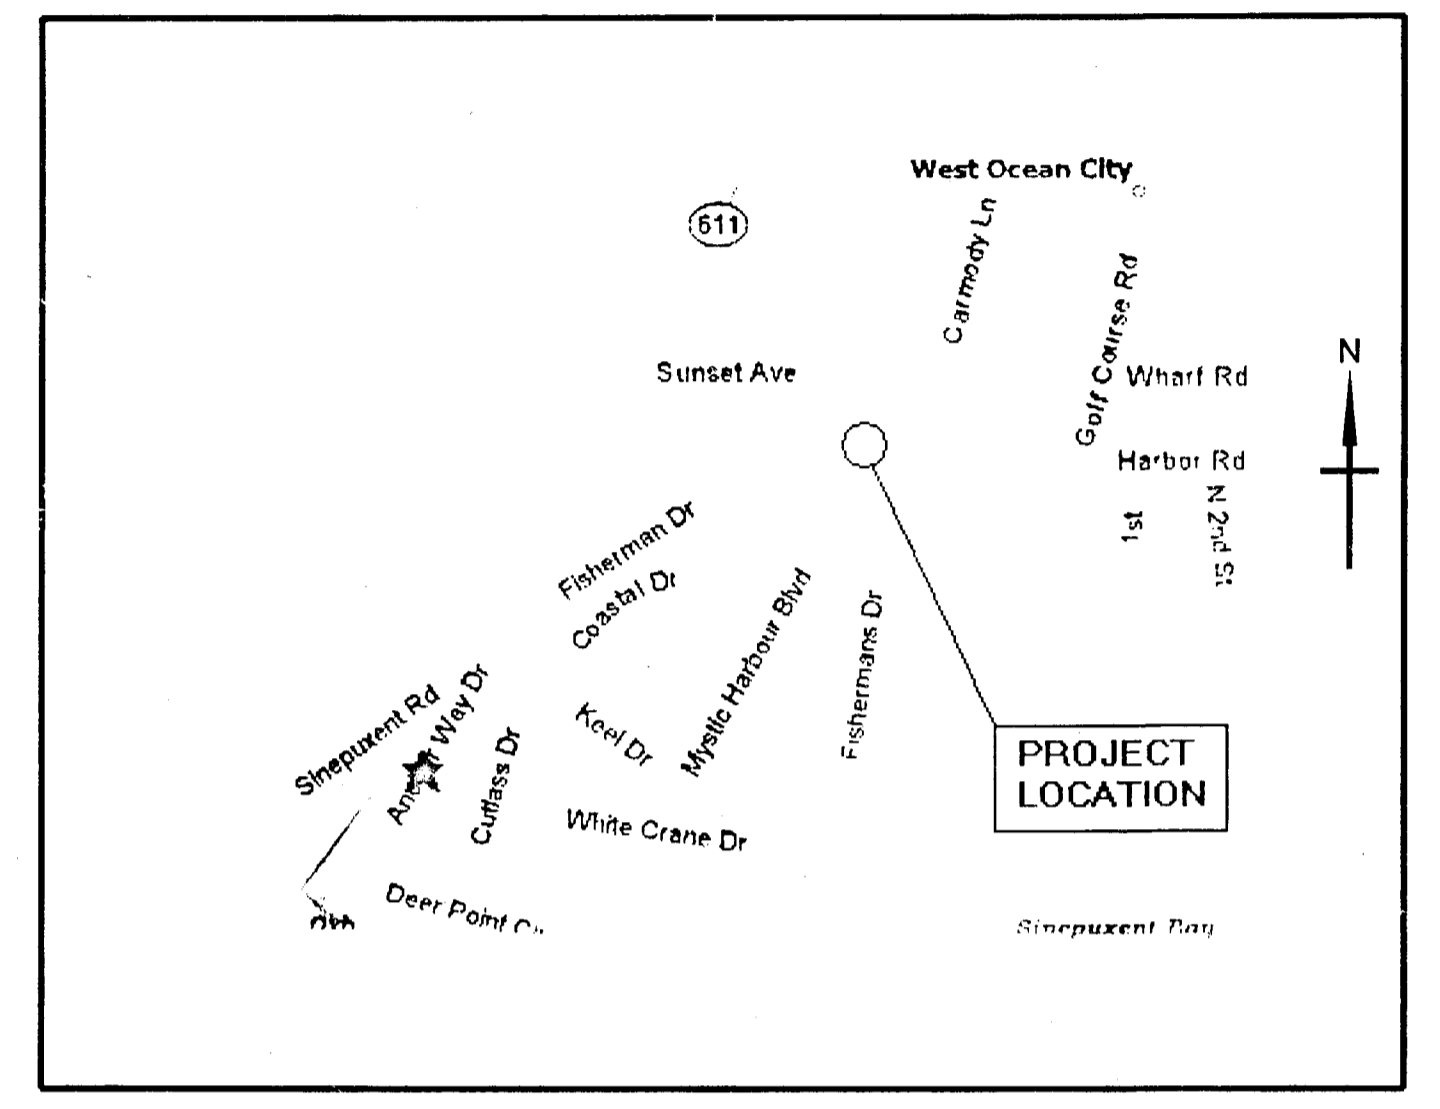 West Ocean City
611
Carmody Ln
Golf Course Rd
Sunset Ave
Wharf Rd
N
Harbor Rd
1st
N 2nd St
Fisherman Dr
Coastal Dr
Mystic Harbour Blvd
Fishermans Dr
Sinepuxent Rd
Way Dr
Keel Dr
Cutlass Dr
PROJECT
LOCATION
White Crane Dr
Deer Point
Sinepuxent Bay